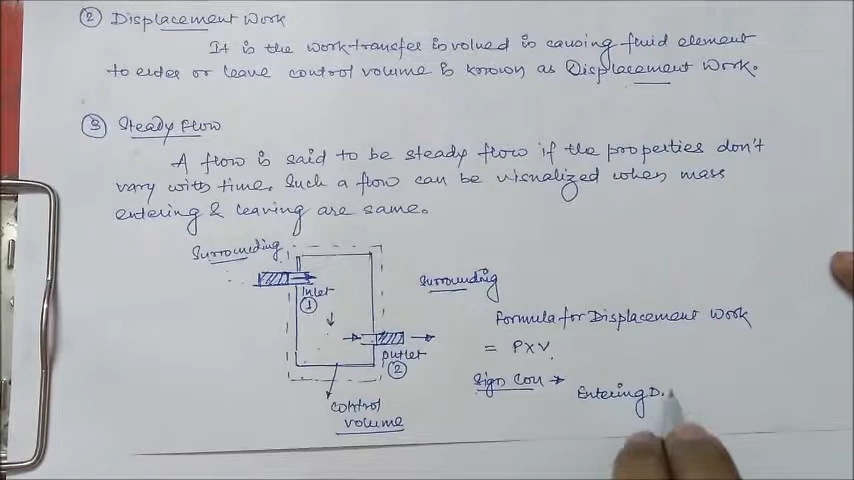 ② Displacement Work
It is the work transfer involved is causing fluid element
to enter or leave control volume is known as Displacement Work.
③ Steady Flow
A flow is said to be steady flow if the properties don't
vary with time. Such a flow can be visualized when mass
entering & leaving are same.
Surrounding
Inlet
①
Surrounding
outlet
②
control
volume
Formula for Displacement Work
= P×V.
Sign Con →
Entering D.